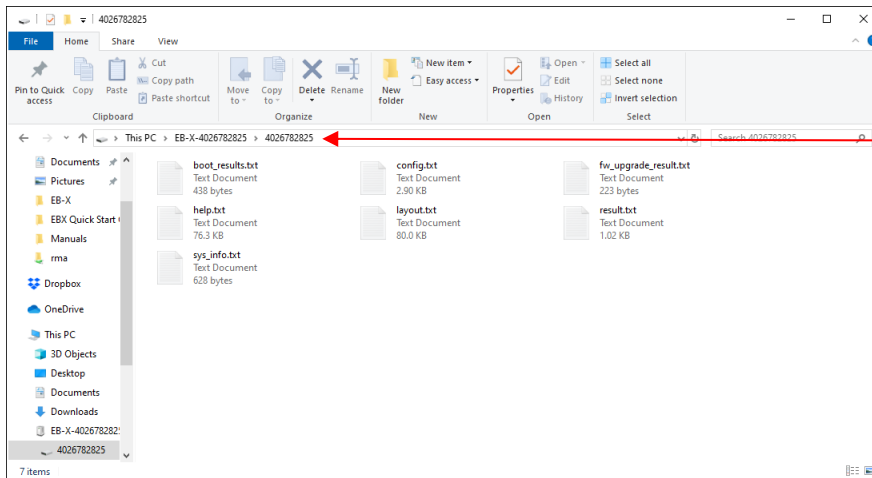 4026782825
File Home Share View
Pin to Quick access
Copy
Paste
Cut
Copy path
Paste shortcut
Clipboard
Move to
Copy to
Delete
Rename
Organize
New folder
New item
Easy access
New
Properties
Open
Edit
History
Open
Select all
Select none
Invert selection
Select
This PC > EB-X-4026782825 > 4026782825
Search 4026782825
Documents
Pictures
EB-X
EBX Quick Start
Manuals
rma
Dropbox
OneDrive
This PC
3D Objects
Desktop
Documents
Downloads
EB-X-402678282
4026782825
boot_results.txt
Text Document
438 bytes
config.txt
Text Document
2.90 KB
fw_upgrade_result.txt
Text Document
223 bytes
help.txt
Text Document
76.3 KB
layout.txt
Text Document
80.0 KB
result.txt
Text Document
1.02 KB
sys_info.txt
Text Document
628 bytes
7 items